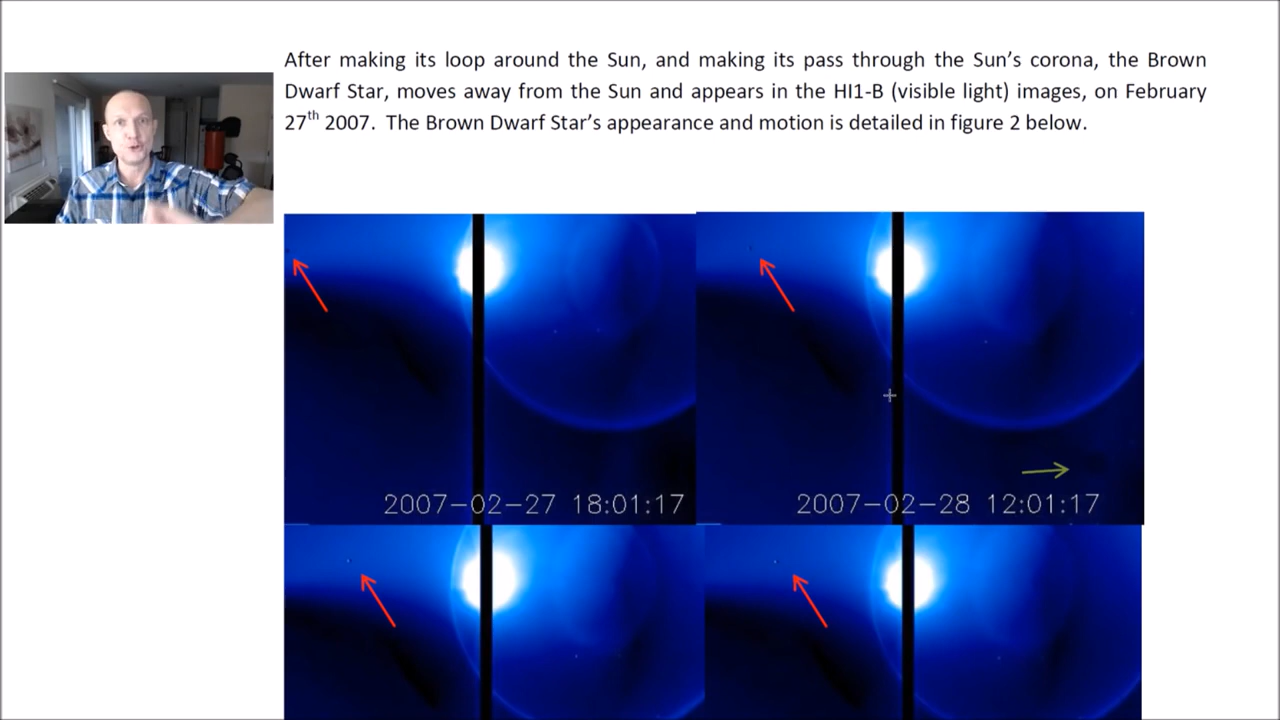 After making its loop around the Sun, and making its pass through the Sun's corona, the Brown
Dwarf Star, moves away from the Sun and appears in the HI1-B (visible light) images, on February
27th 2007.  The Brown Dwarf Star's appearance and motion is detailed in figure 2 below.
2007-02-27 18:01:17
2007-02-28 12:01:17